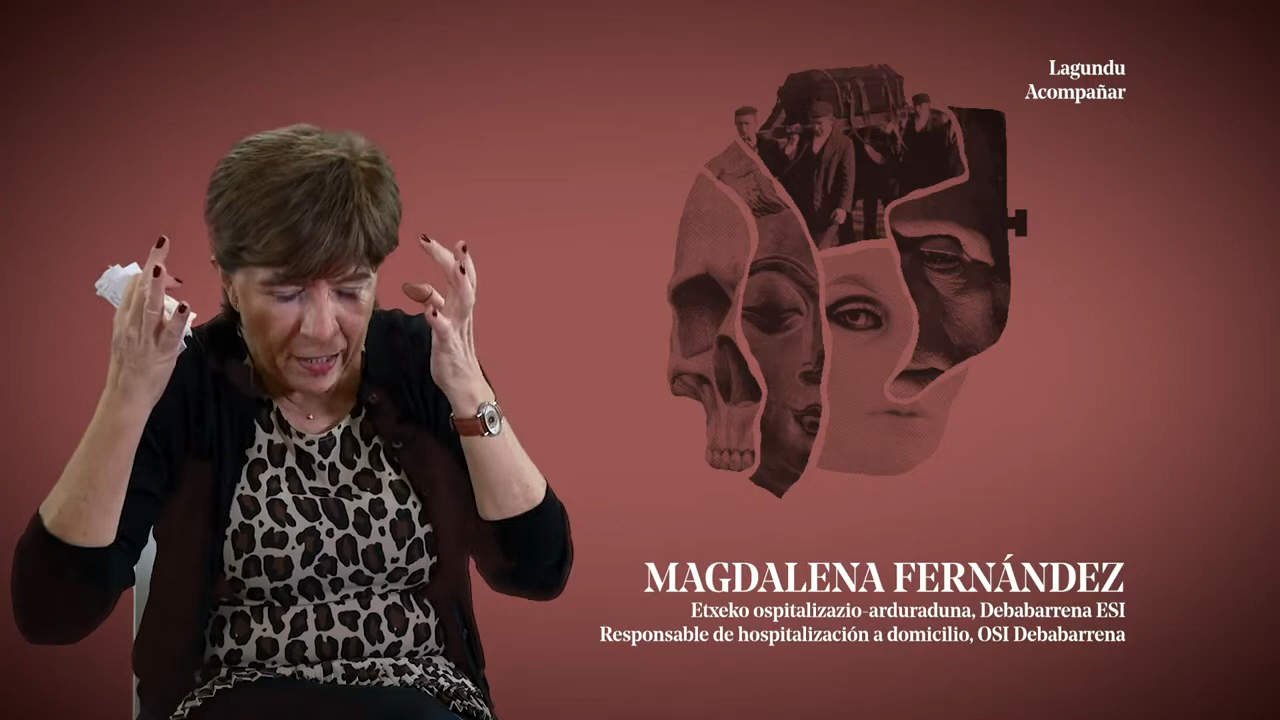 Lagundu
Acompañar
MAGDALENA FERNÁNDEZ
Etxeko ospitalizazio-arduraduna, Debabarrena ESI
Responsable de hospitalización a domicilio, OSI Debabarrena